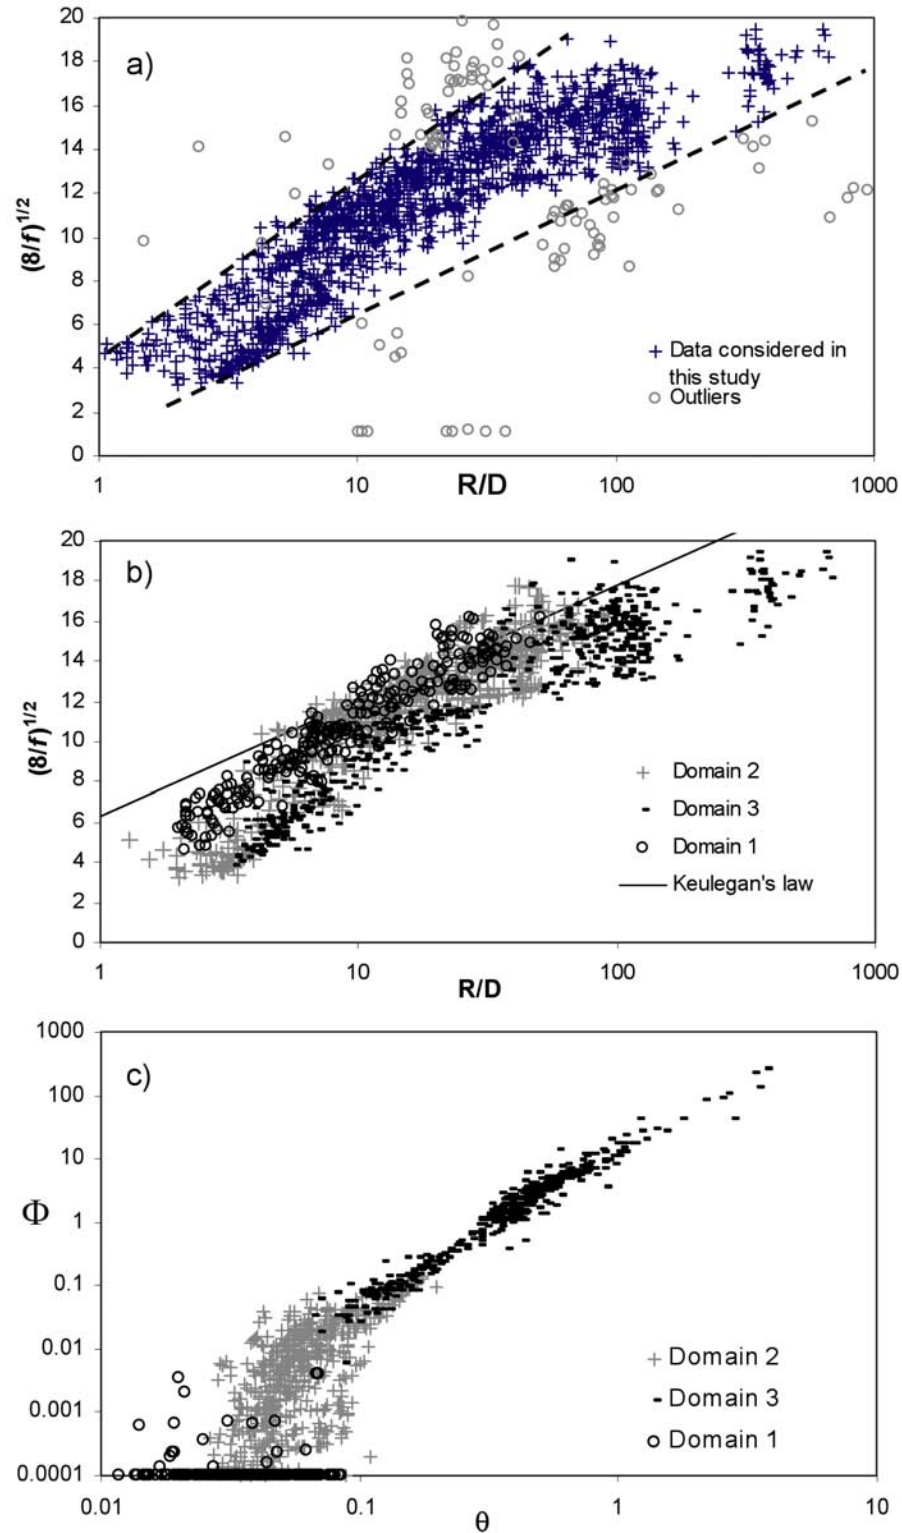 20
18
16
14
12
10
8
6
4
2
0
a)
(8/f)1/2
Data considered in
this study
Outliers
1
10
100
1000
R/D
20
18
16
14
12
10
8
6
4
2
0
b)
(8/f)1/2
Domain 2
Domain 3
Domain 1
Keulegan's law
1
10
100
1000
R/D
1000
100
10
1
0.1
0.01
0.001
0.0001
c)
Φ
Domain 2
Domain 3
Domain 1
0.01
0.1
1
10
θ